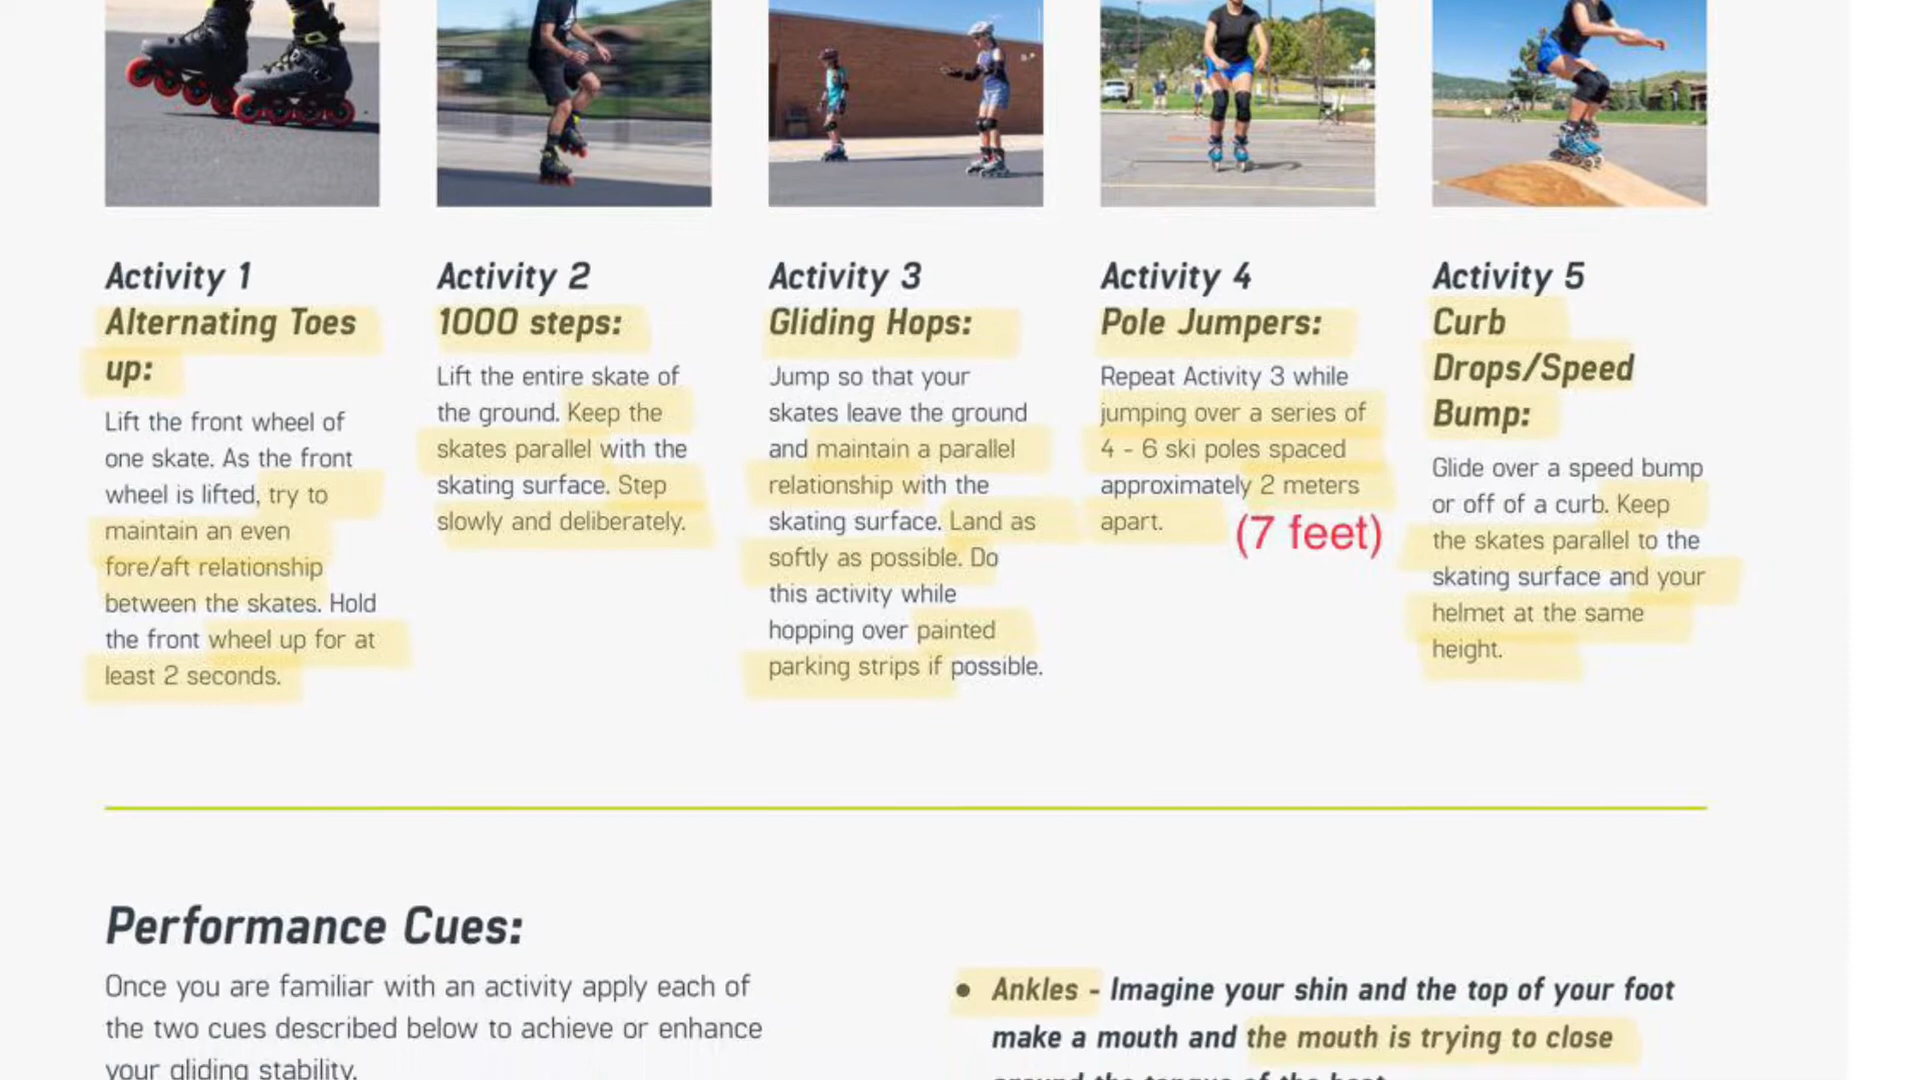 Activity 1
Alternating Toes
up:
Lift the front wheel of
one skate. As the front
wheel is lifted, try to
maintain an even
fore/aft relationship
between the skates. Hold
the front wheel up for at
least 2 seconds.
Activity 2
1000 steps:
Lift the entire skate of
the ground. Keep the
skates parallel with the
skating surface. Step
slowly and deliberately.
Activity 3
Gliding Hops:
Jump so that your
skates leave the ground
and maintain a parallel
relationship with the
skating surface. Land as
softly as possible. Do
this activity while
hopping over painted
parking strips if possible.
Activity 4
Pole Jumpers:
Repeat Activity 3 while
jumping over a series of
4 - 6 ski poles spaced
approximately 2 meters
apart.
(7 feet)
Activity 5
Curb
Drops/Speed
Bump:
Glide over a speed bump
or off of a curb. Keep
the skates parallel to the
skating surface and your
helmet at the same
height.
Performance Cues:
Once you are familiar with an activity apply each of
the two cues described below to achieve or enhance
your gliding stability.
• Ankles - Imagine your shin and the top of your foot
make a mouth and the mouth is trying to close
around the tongue of the boot